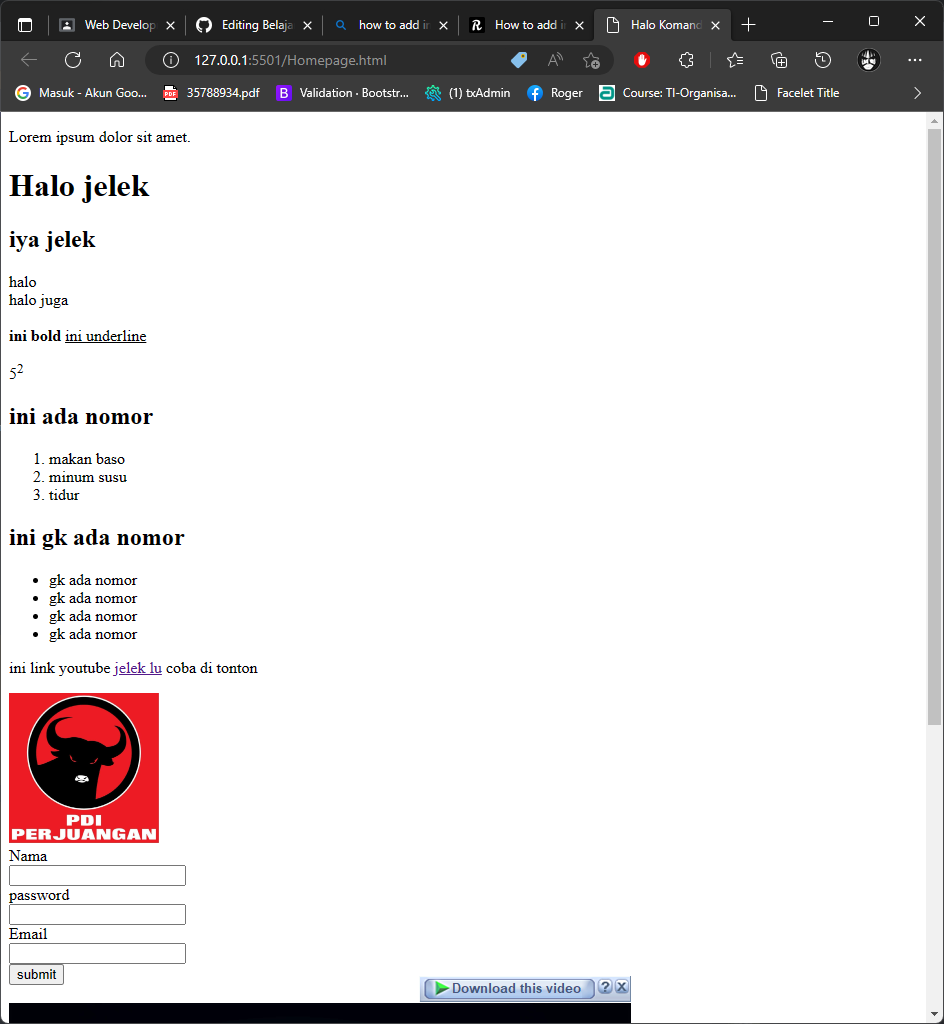 Web Develop
Editing Belaja
how to add i
How to add i
Halo Koman
127.0.0.1:5501/Homepage.html
Masuk - Akun Goo...
35788934.pdf
Validation · Bootstr...
(1) txAdmin
Roger
Course: TI-Organisa...
Facelet Title
Lorem ipsum dolor sit amet.
Halo jelek
iya jelek
halo
halo juga
ini bold ini underline
5²
ini ada nomor
1. makan baso
2. minum susu
3. tidur
ini gk ada nomor
• gk ada nomor
• gk ada nomor
• gk ada nomor
• gk ada nomor
ini link youtube jelek lu coba di tonton
PDI
PERJUANGAN
Nama
password
Email
submit
Download this video ? X